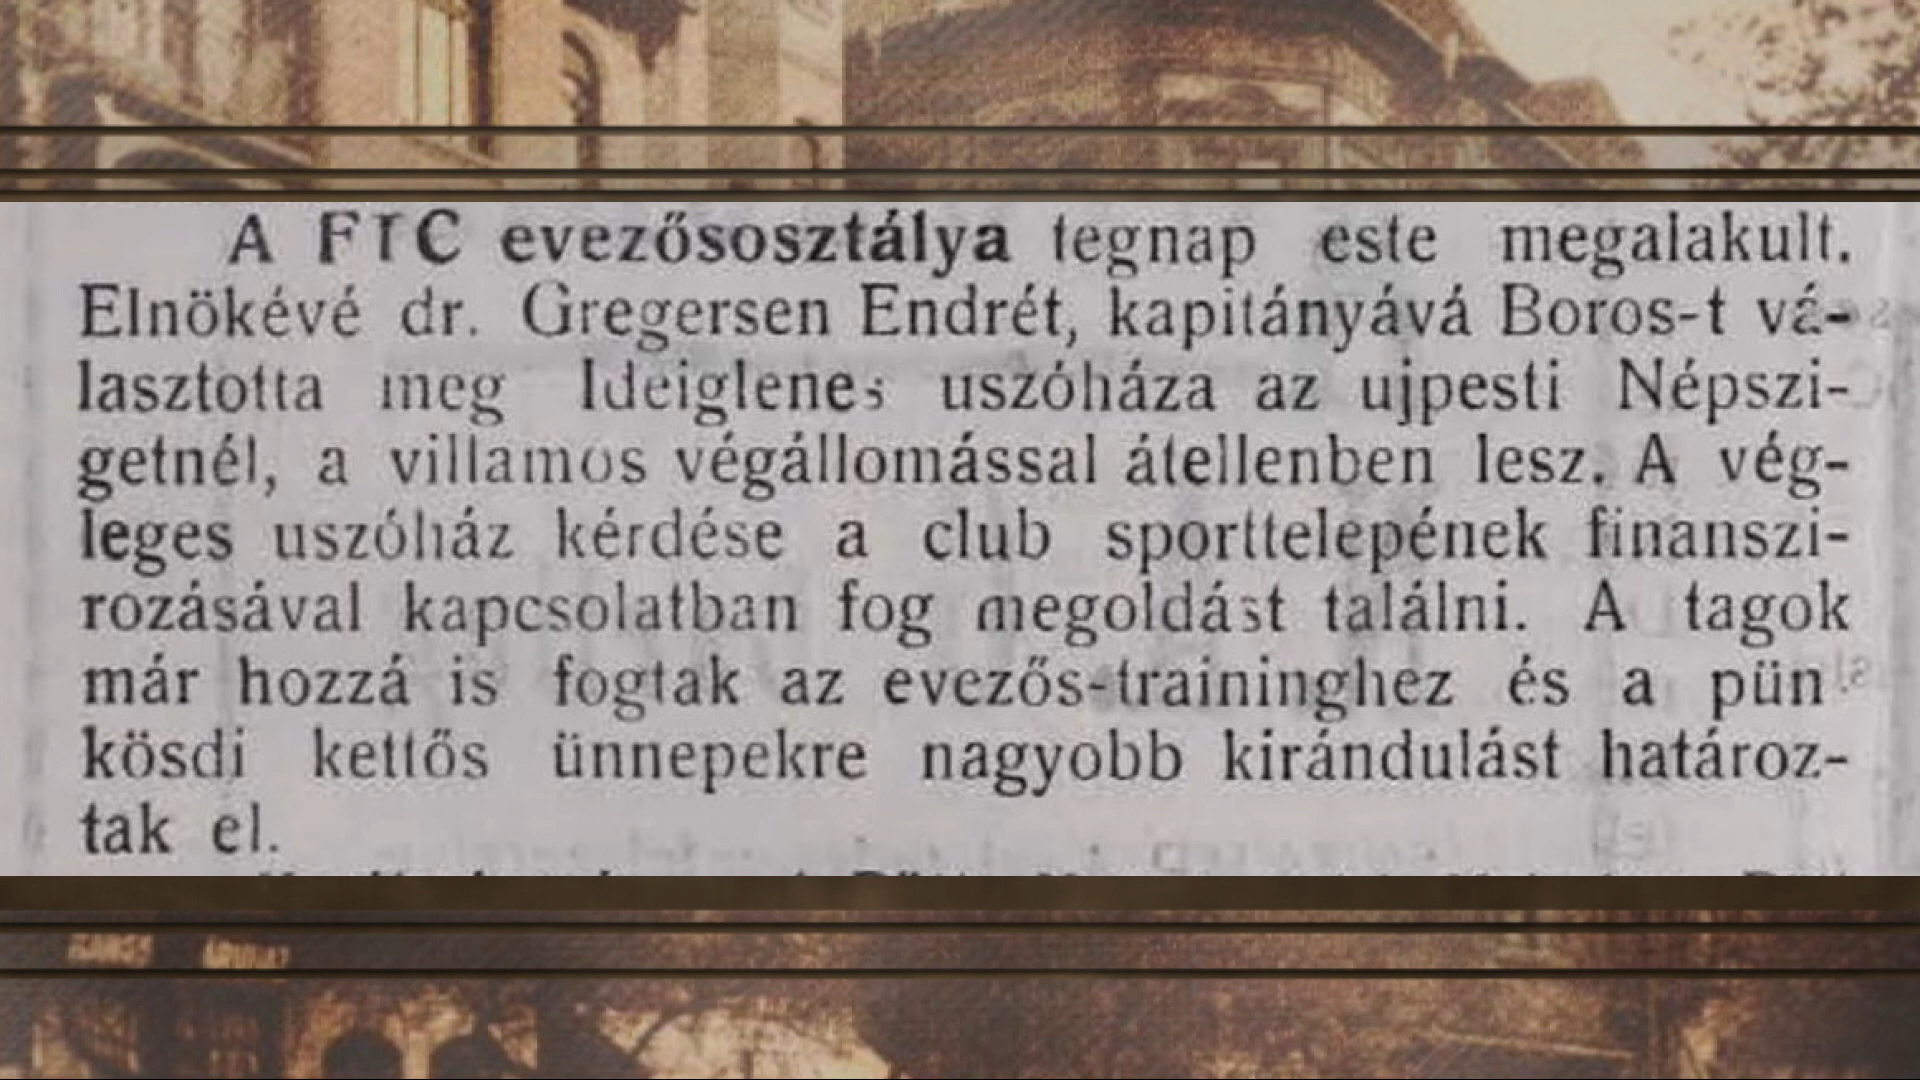 A FTC evezősosztálya tegnap este megalakult.
Elnökévé dr. Gregersen Endrét, kapitányává Boros-t vá-
lasztotta meg Ideiglenes uszóháza az ujpesti Népszi-
getnél, a villamos végállomással átellenben lesz. A vég-
leges uszóház kérdése a club sporttelepének finanszi-
rozásával kapcsolatban fog megoldást találni. A tagok
már hozzá is fogtak az evezős-traininghez és a pün
kösdi kettős ünnepekre nagyobb kirándulást határoz-
tak el.